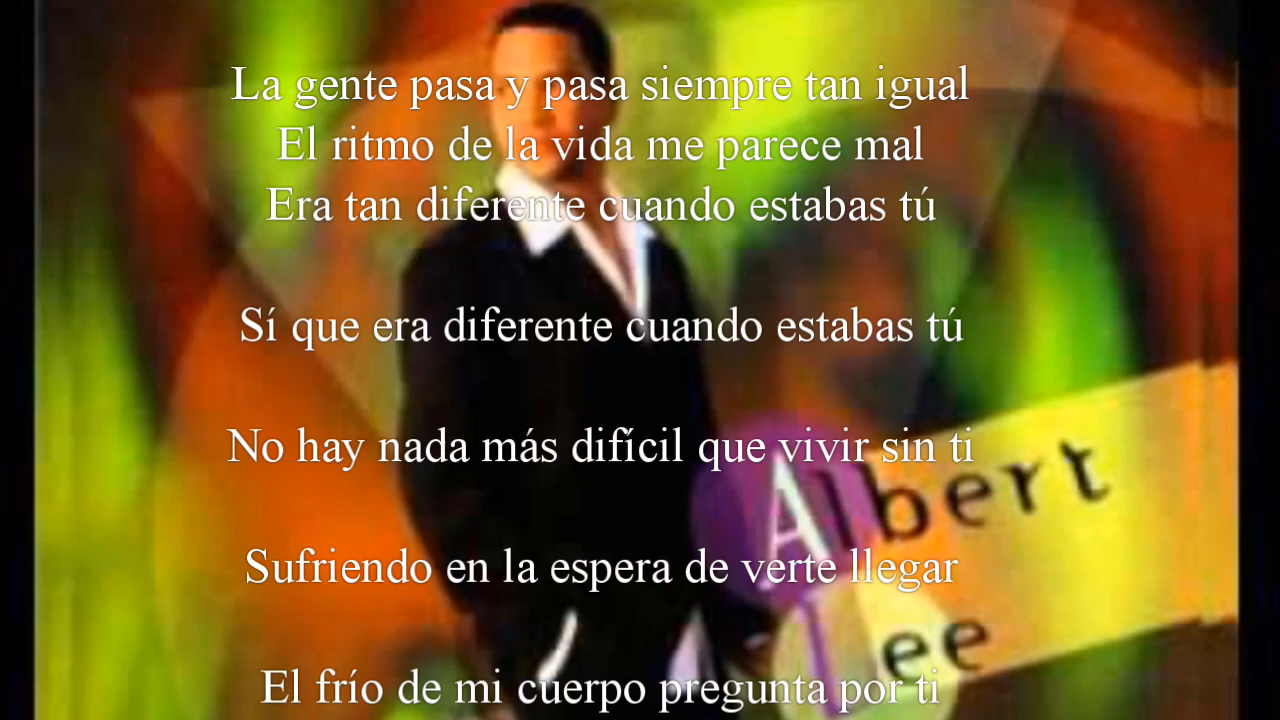 La gente pasa y pasa siempre tan igual
El ritmo de la vida me parece mal
Era tan diferente cuando estabas tú
Sí que era diferente cuando estabas tú
No hay nada más difícil que vivir sin ti
Albert
Sufriendo en la espera de verte llegar
Lee
El frío de mi cuerpo pregunta por ti